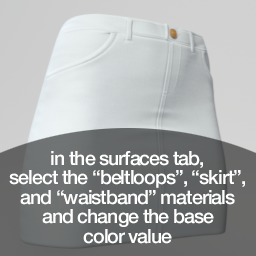 in the surfaces tab,
select the “beltloops”, “skirt”,
and “waistband” materials
and change the base
color value